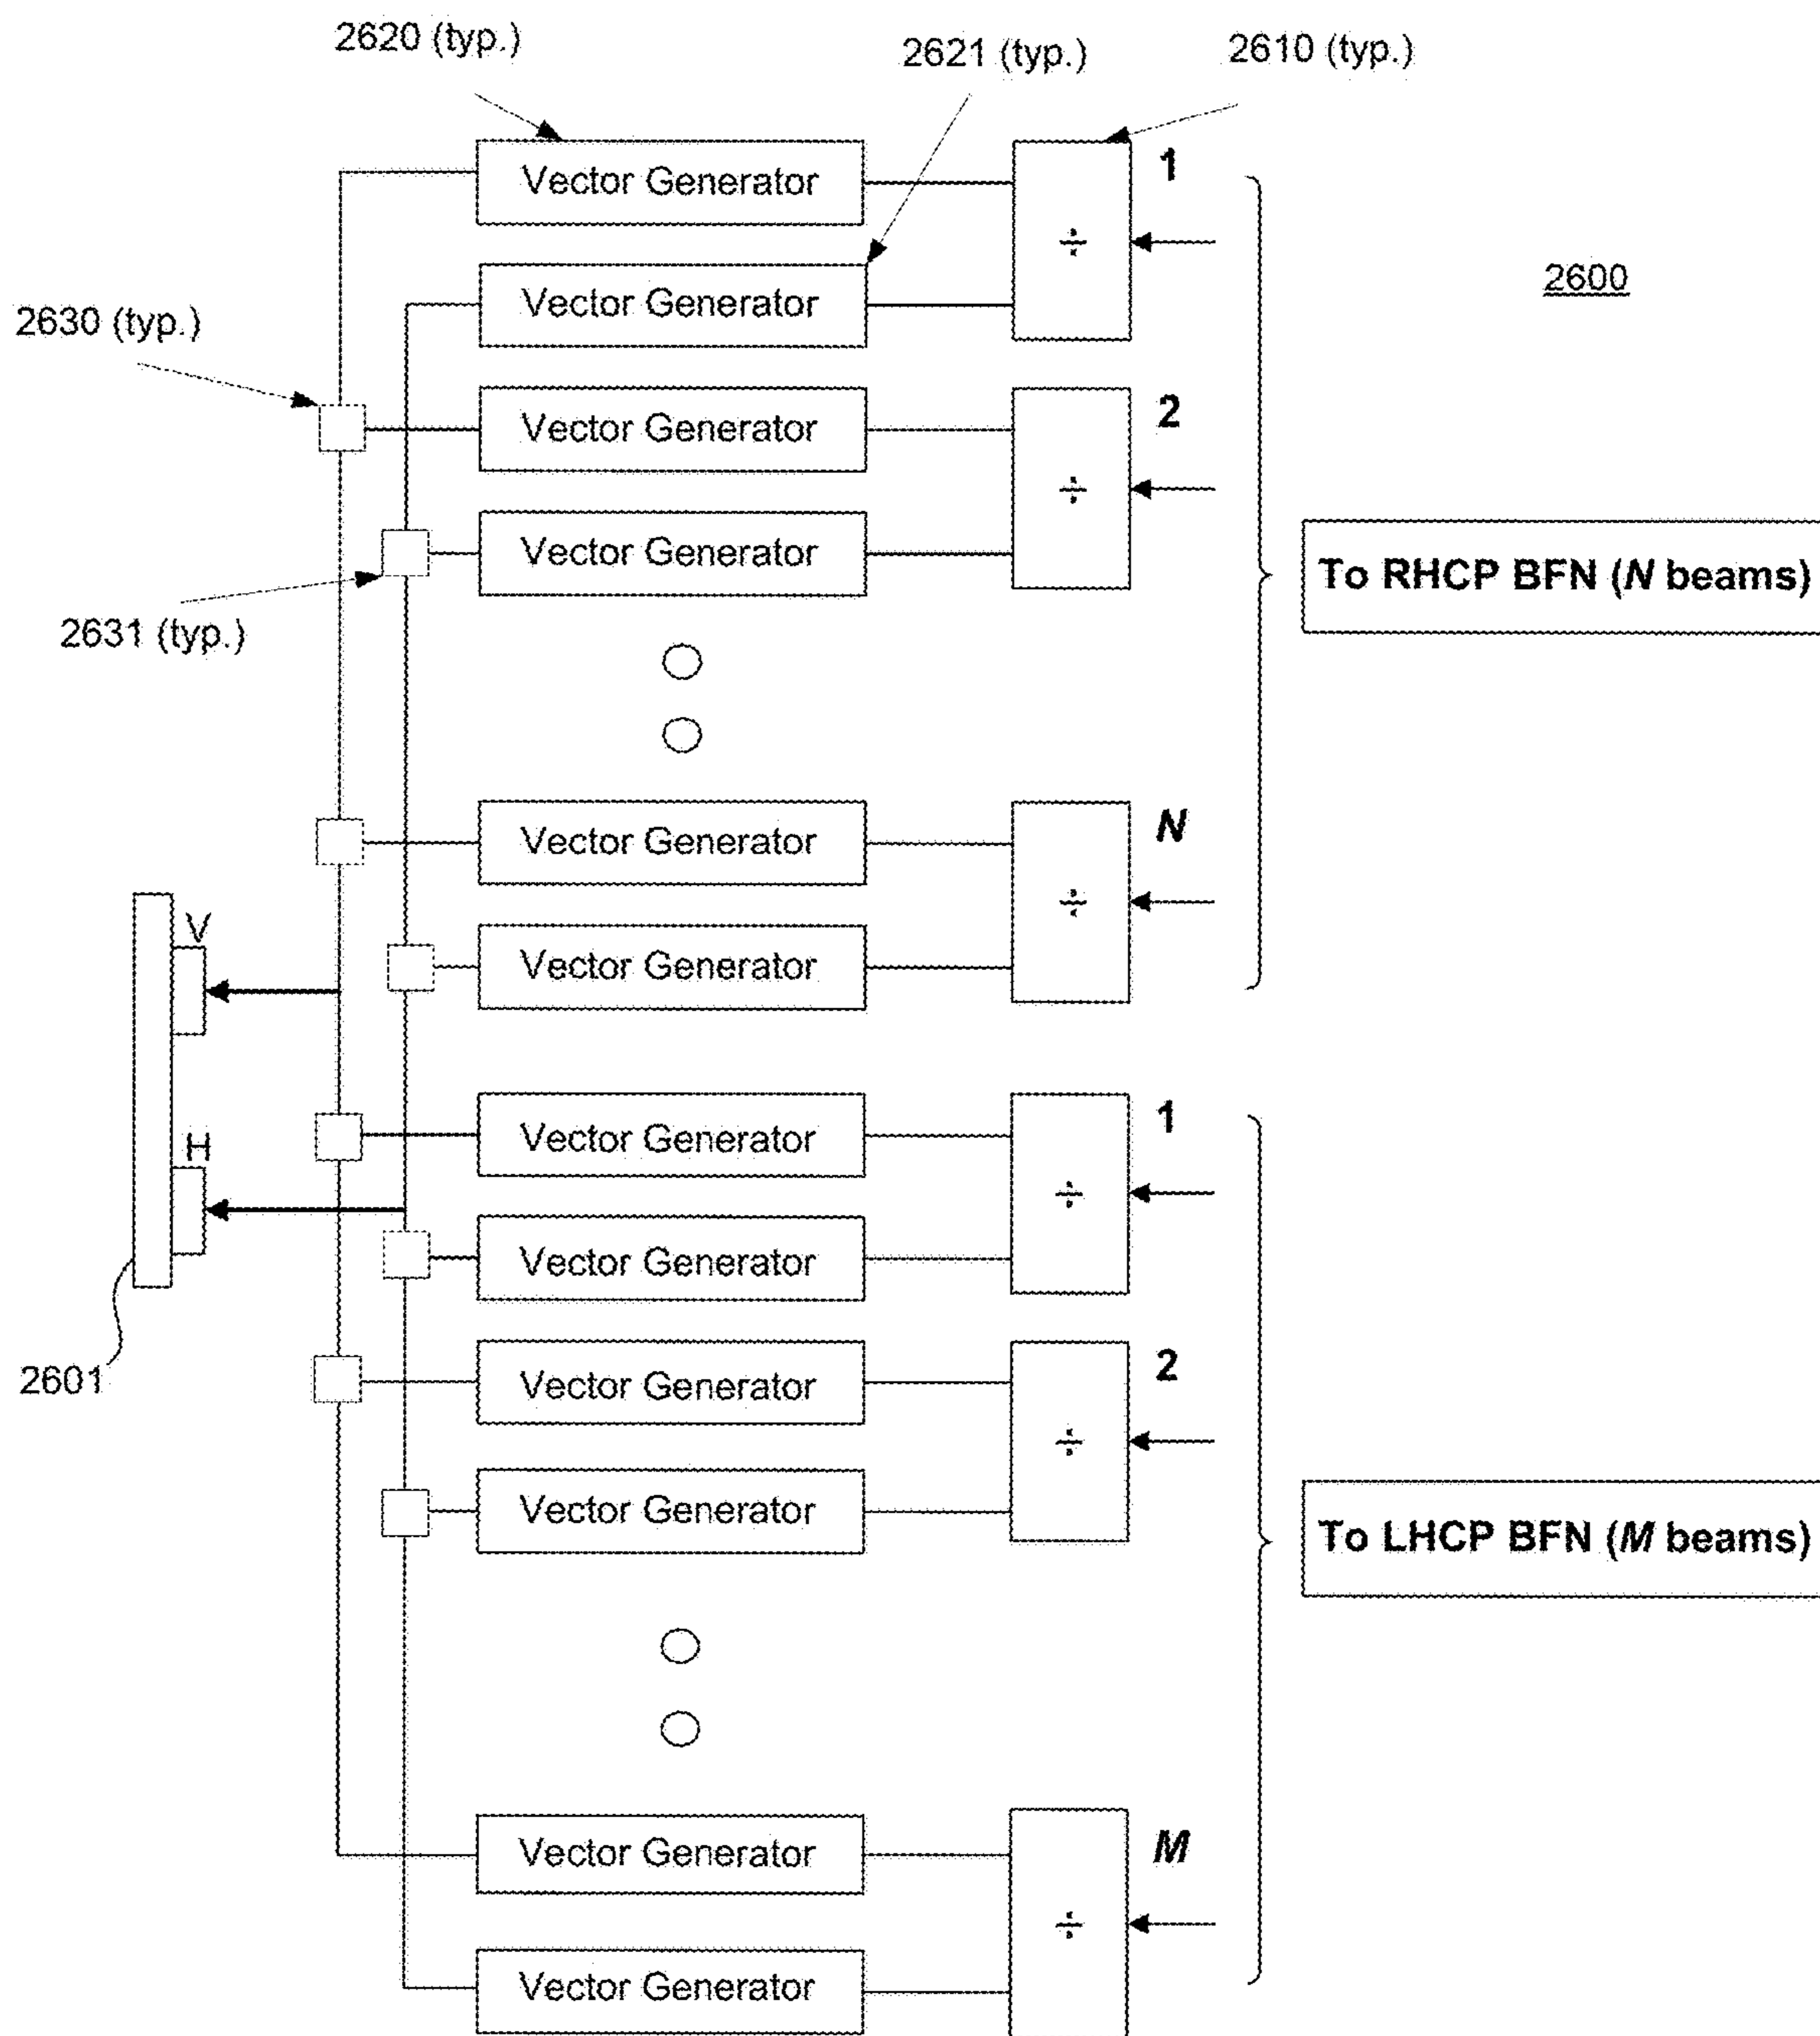 2620 (typ.)
2621 (typ.)
2610 (typ.)
Vector Generator
÷
1
Vector Generator
2600
2630 (typ.)
Vector Generator
÷
2
Vector Generator
To RHCP BFN (N beams)
2631 (typ.)
Vector Generator
÷
N
Vector Generator
V
H
Vector Generator
÷
1
Vector Generator
2601
Vector Generator
÷
2
Vector Generator
To LHCP BFN (M beams)
Vector Generator
÷
M
Vector Generator